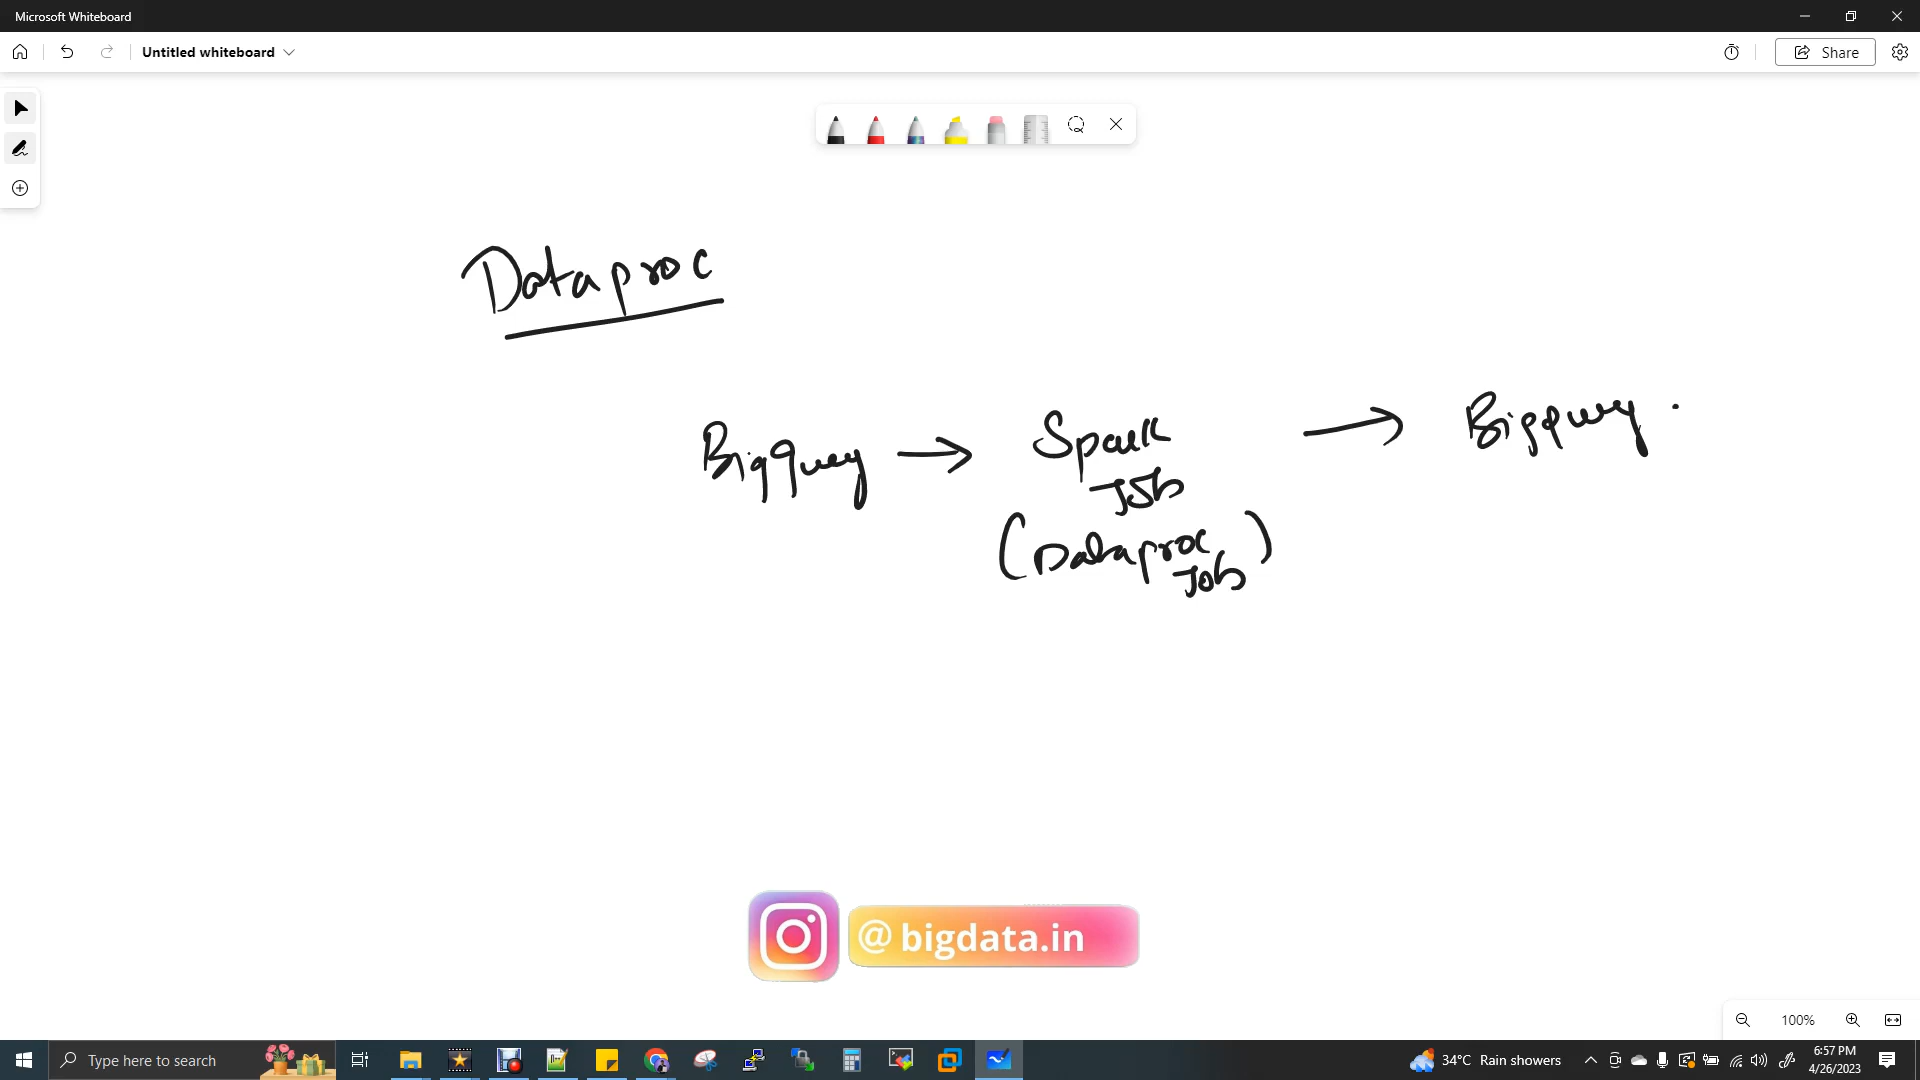 Microsoft Whiteboard
Untitled whiteboard
Share
Dataproc
BigQuery → Spark Job → BigQuery .
(Dataproc Job)
@ bigdata.in
100%
Type here to search
34°C Rain showers
6:57 PM
4/26/2023